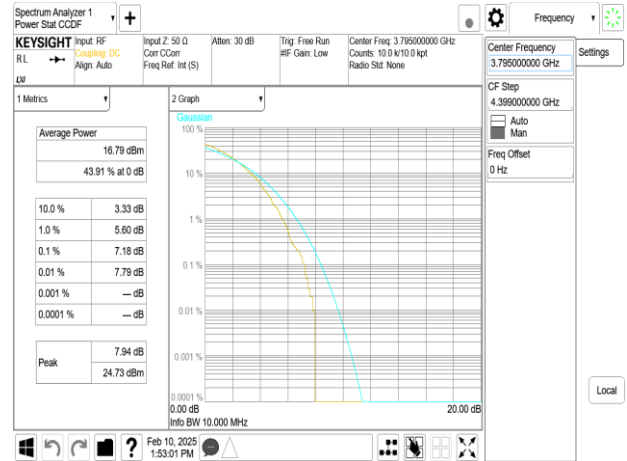 Spectrum Analyzer 1
Power Stat CCDF
+
Frequency
KEYSIGHT
RL
LXI
Input: RF
Coupling: DC
Align: Auto
Input Z: 50 Ω
Corr CCorr
Freq Ref: Int (S)
Atten: 30 dB
Trig: Free Run
#IF Gain: Low
Center Freq: 3.795000000 GHz
Counts: 10.0 k/10.0 kpt
Radio Std: None
Center Frequency
3.795000000 GHz
Settings
CF Step
4.399000000 GHz
Auto
Man
Freq Offset
0 Hz
1 Metrics
Average Power
16.79 dBm
43.91 % at 0 dB
10.0 % 3.33 dB
1.0 % 5.60 dB
0.1 % 7.18 dB
0.01 % 7.79 dB
0.001 % --- dB
0.0001 % --- dB
Peak
7.94 dB
24.73 dBm
2 Graph
Gaussian
100 %
10 %
1 %
0.1 %
0.01 %
0.001 %
0.0001 %
0.00 dB 20.00 dB
Info BW 10.000 MHz
Local
?
Feb 10, 2025
1:53:01 PM